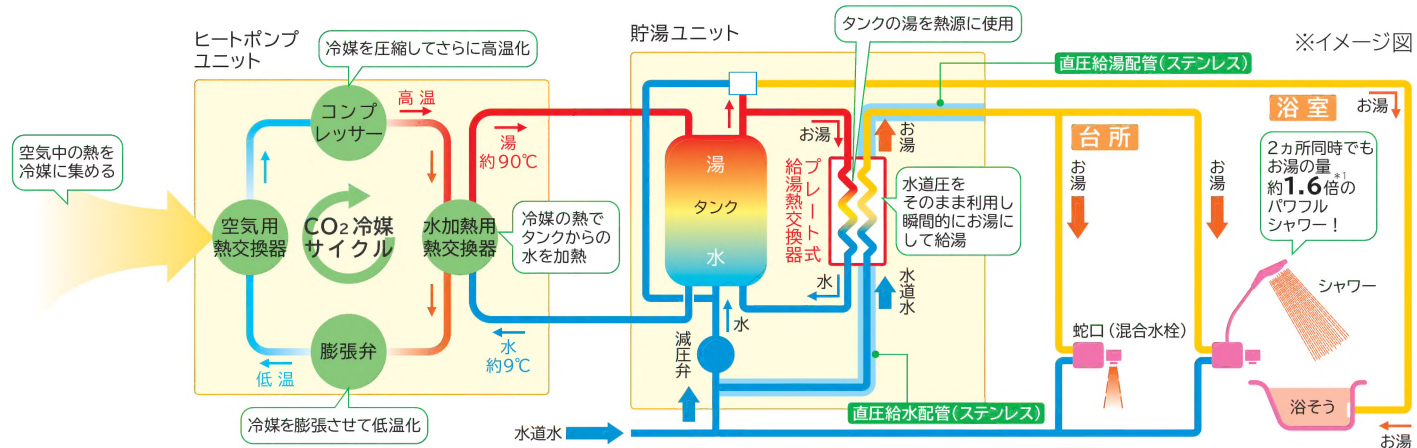 ヒートポンプ
ユニット
冷媒を圧縮してさらに高温化
空気中の熱を
冷媒に集める
コンプ
レッサー
高温
空気用
熱交換器
CO2冷媒
サイクル
水加熱用
熱交換器
膨張弁
低温
冷媒を膨張させて低温化
湯
約90℃
冷媒の熱で
タンクからの
水を加熱
水
約9℃
貯湯ユニット
タンクの湯を熱源に使用
湯
タンク
水
お湯
お湯
プレート式
給湯熱交換器
水道圧を
そのまま利用し
瞬間的にお湯に
して給湯
水
水道水
水
減圧弁
水道水
直圧給湯配管(ステンレス)
直圧給水配管(ステンレス)
※イメージ図
台所
お湯
蛇口(混合水栓)
浴室
お湯
お湯
2ヵ所同時でも
お湯の量
約1.6倍の*1
パワフル
シャワー！
シャワー
浴そう
お湯